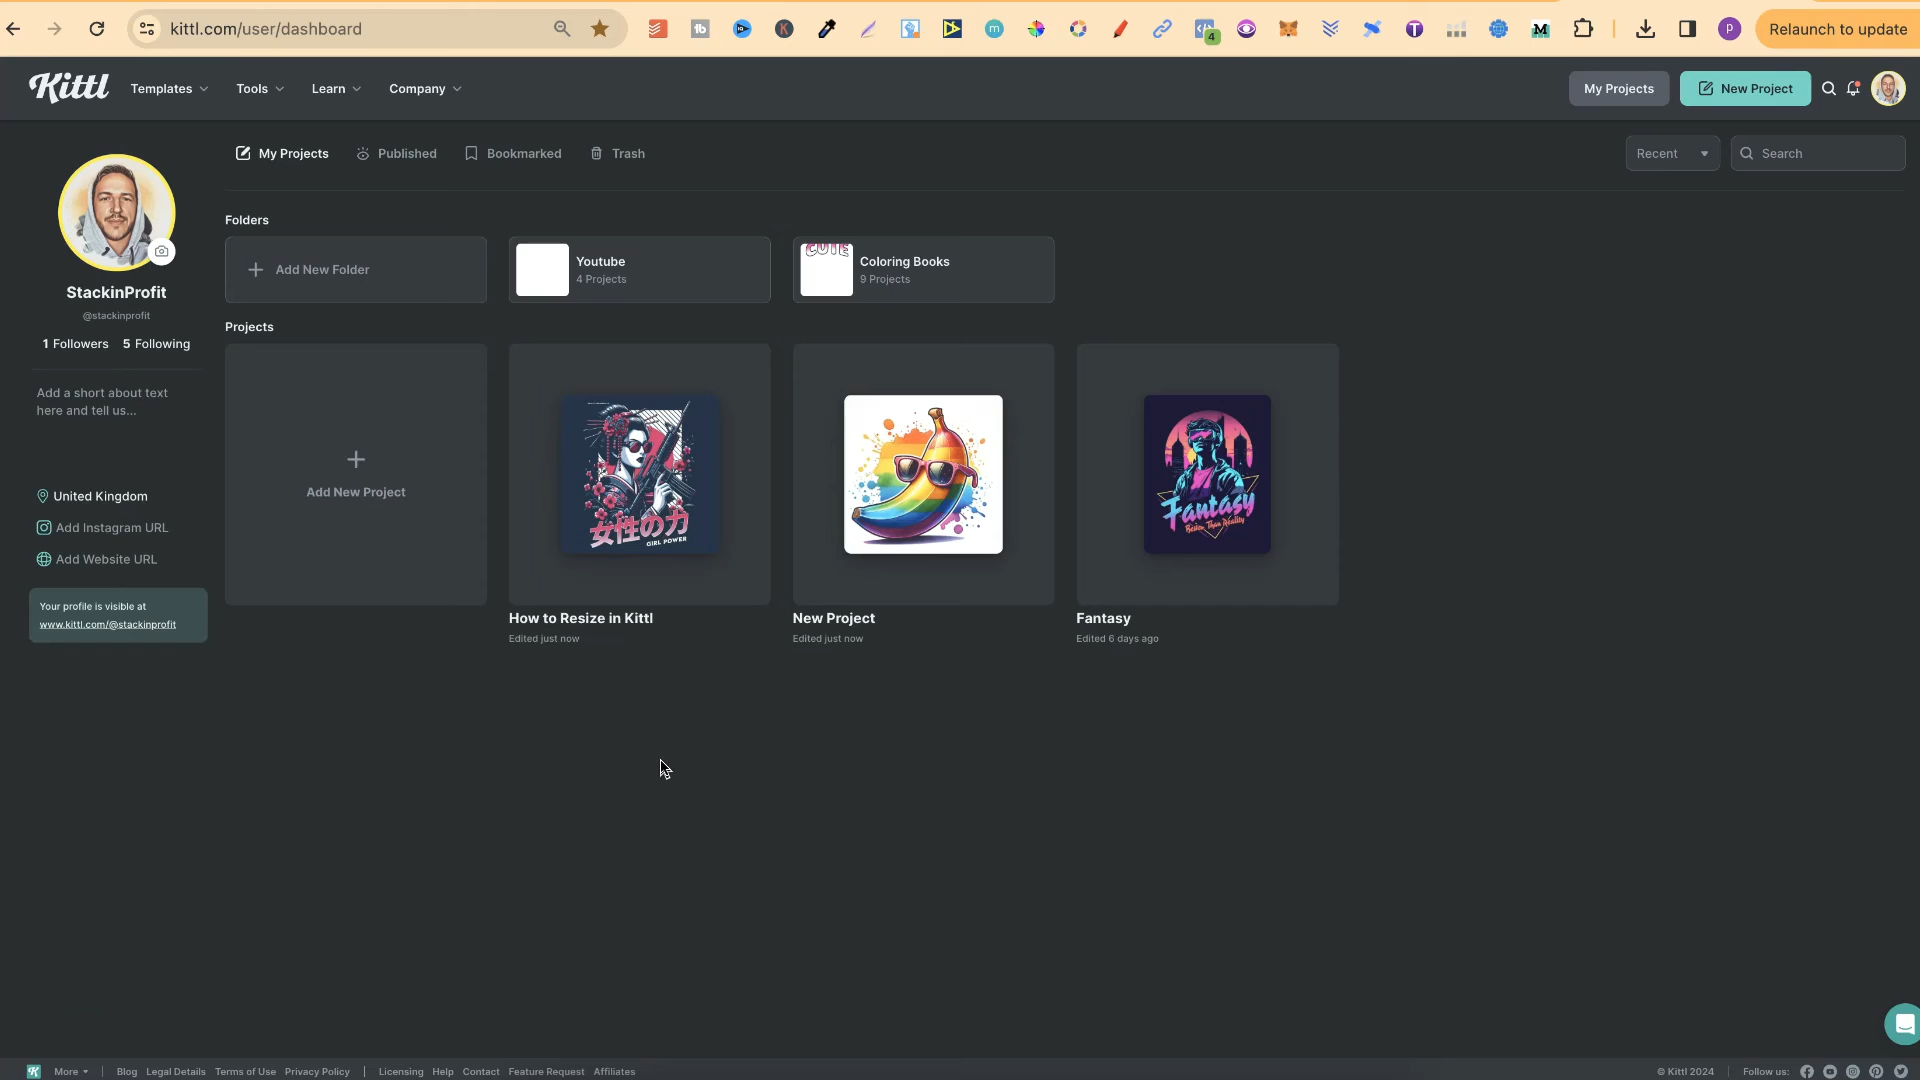 kittl.com/user/dashboard
4
P
Relaunch to update
Kittl
Templates
Tools
Learn
Company
My Projects
New Project
My Projects
Published
Bookmarked
Trash
Recent
Search
StackinProfit
@stackinprofit
1 Followers 5 Following
Add a short about text
here and tell us...
United Kingdom
Add Instagram URL
Add Website URL
Your profile is visible at
www.kittl.com/@stackinprofit
Folders
Add New Folder
Youtube
4 Projects
CUTE
Coloring Books
9 Projects
Projects
Add New Project
女性の力
GIRL POWER
How to Resize in Kittl
Edited just now
New Project
Edited just now
Fantasy
Better Than Reality
Fantasy
Edited 6 days ago
More
Blog Legal Details Terms of Use Privacy Policy
Licensing Help Contact Feature Request Affiliates
© Kittl 2024
Follow us: